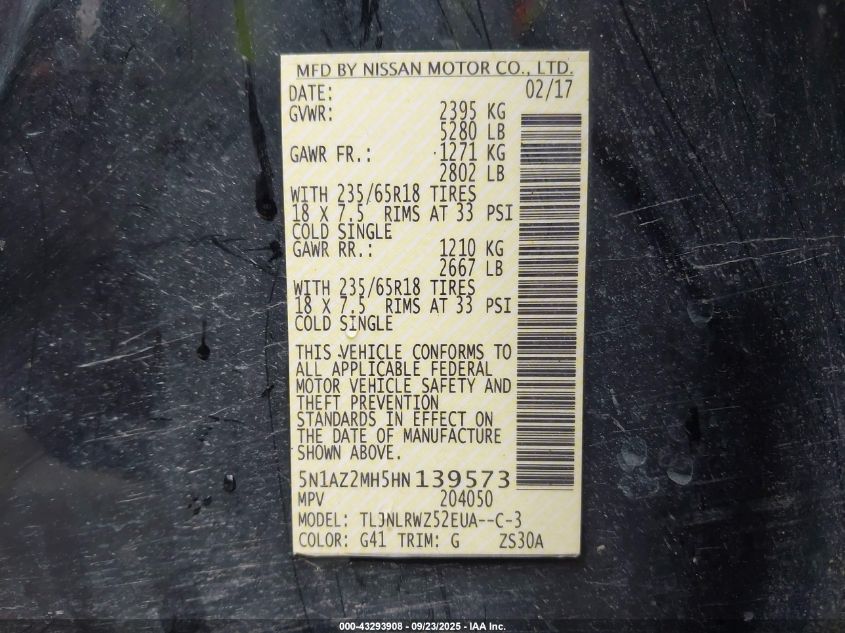 MFD BY NISSAN MOTOR CO., LTD.
DATE: 02/17
GVWR: 2395 KG
5280 LB
GAWR FR.: 1271 KG
2802 LB
WITH 235/65R18 TIRES
18 X 7.5 RIMS AT 33 PSI
COLD SINGLE
GAWR RR.: 1210 KG
2667 LB
WITH 235/65R18 TIRES
18 X 7.5 RIMS AT 33 PSI
COLD SINGLE
THIS VEHICLE CONFORMS TO
ALL APPLICABLE FEDERAL
MOTOR VEHICLE SAFETY AND
THEFT PREVENTION
STANDARDS IN EFFECT ON
THE DATE OF MANUFACTURE
SHOWN ABOVE.
5N1AZ2MH5HN139573
MPV 204050
MODEL: TL3NLRWZ52EUA--C-3
COLOR: G41 TRIM: G ZS30A
000-43293908 - 09/23/2025 - IAA Inc.